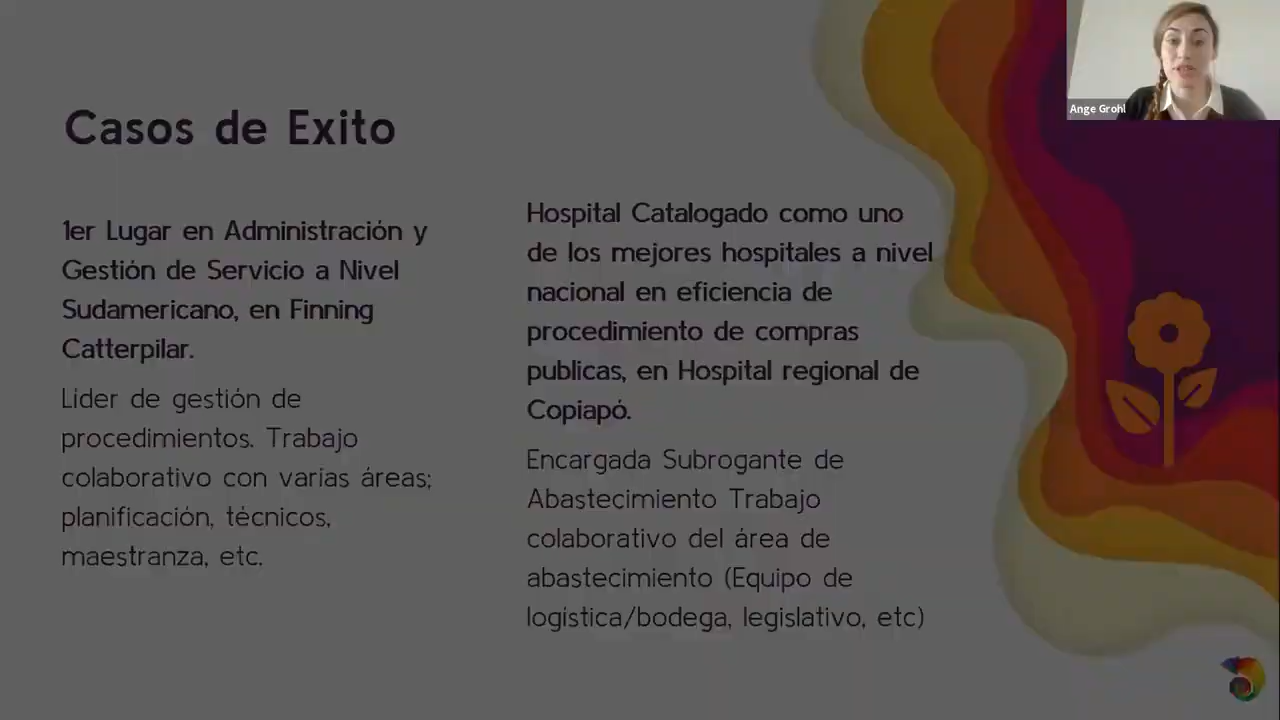 Casos de Exito
1er Lugar en Administración y
Gestión de Servicio a Nivel
Sudamericano, en Finning
Catterpilar.
Líder de gestión de
procedimientos. Trabajo
colaborativo con varias áreas;
planificación, técnicos,
maestranza, etc.
Hospital Catalogado como uno
de los mejores hospitales a nivel
nacional en eficiencia de
procedimiento de compras
publicas, en Hospital regional de
Copiapó.
Encargada Subrogante de
Abastecimiento Trabajo
colaborativo del área de
abastecimiento (Equipo de
logística/bodega, legislativo, etc)
Ange Grohl